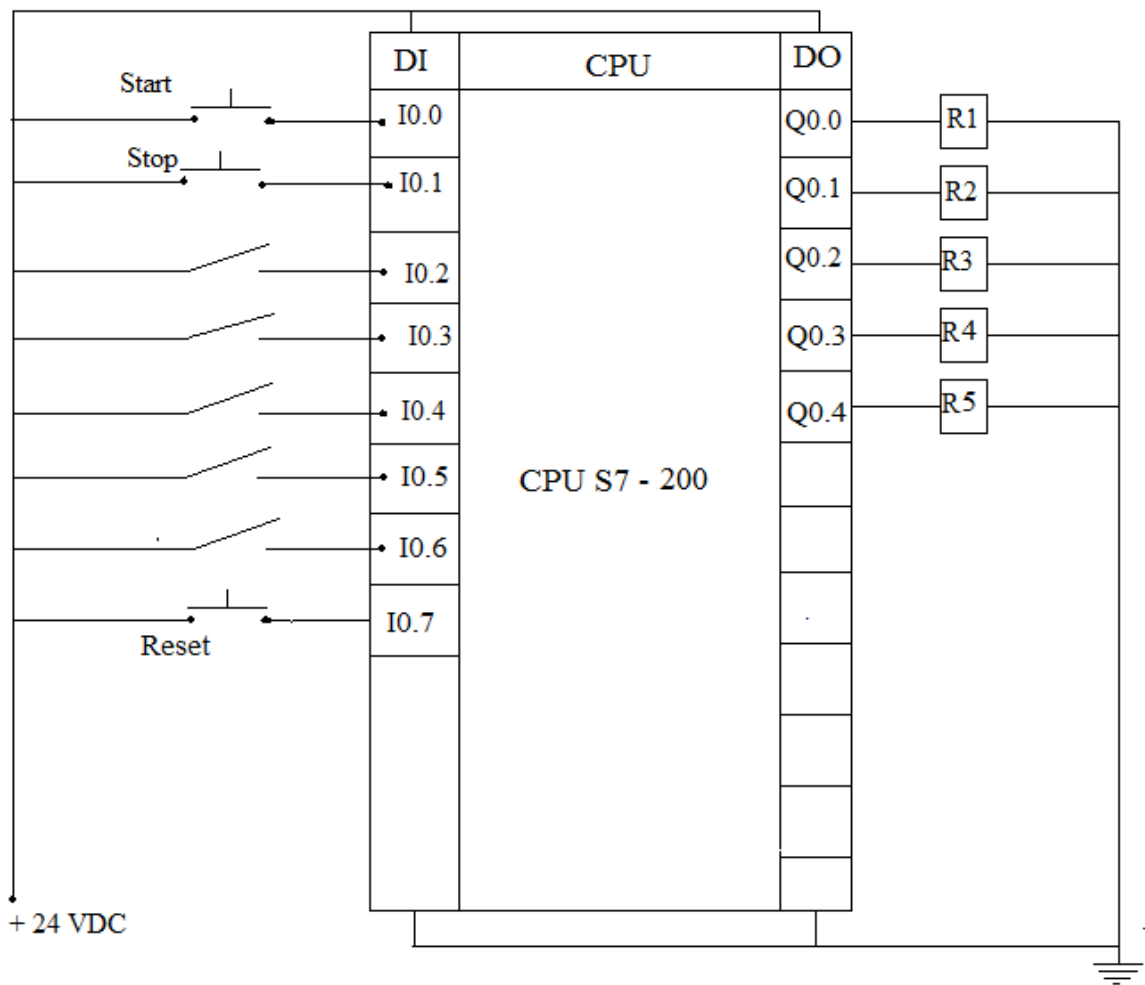 DI
CPU
DO
Start
I0.0
Q0.0
R1
Stop
I0.1
Q0.1
R2
I0.2
Q0.2
R3
I0.3
Q0.3
R4
I0.4
Q0.4
R5
I0.5
CPU S7 - 200
I0.6
I0.7
Reset
+ 24 VDC